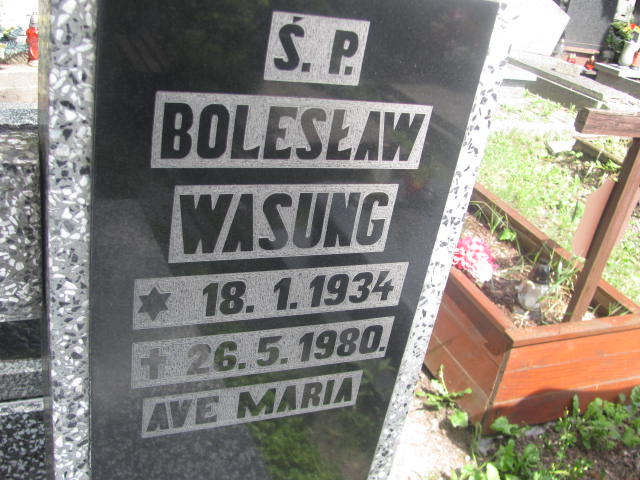 Ś. P.
BOLESŁAW
WASUNG
✶ 18. 1. 1934
✝ 26. 5. 1980.
AVE MARIA